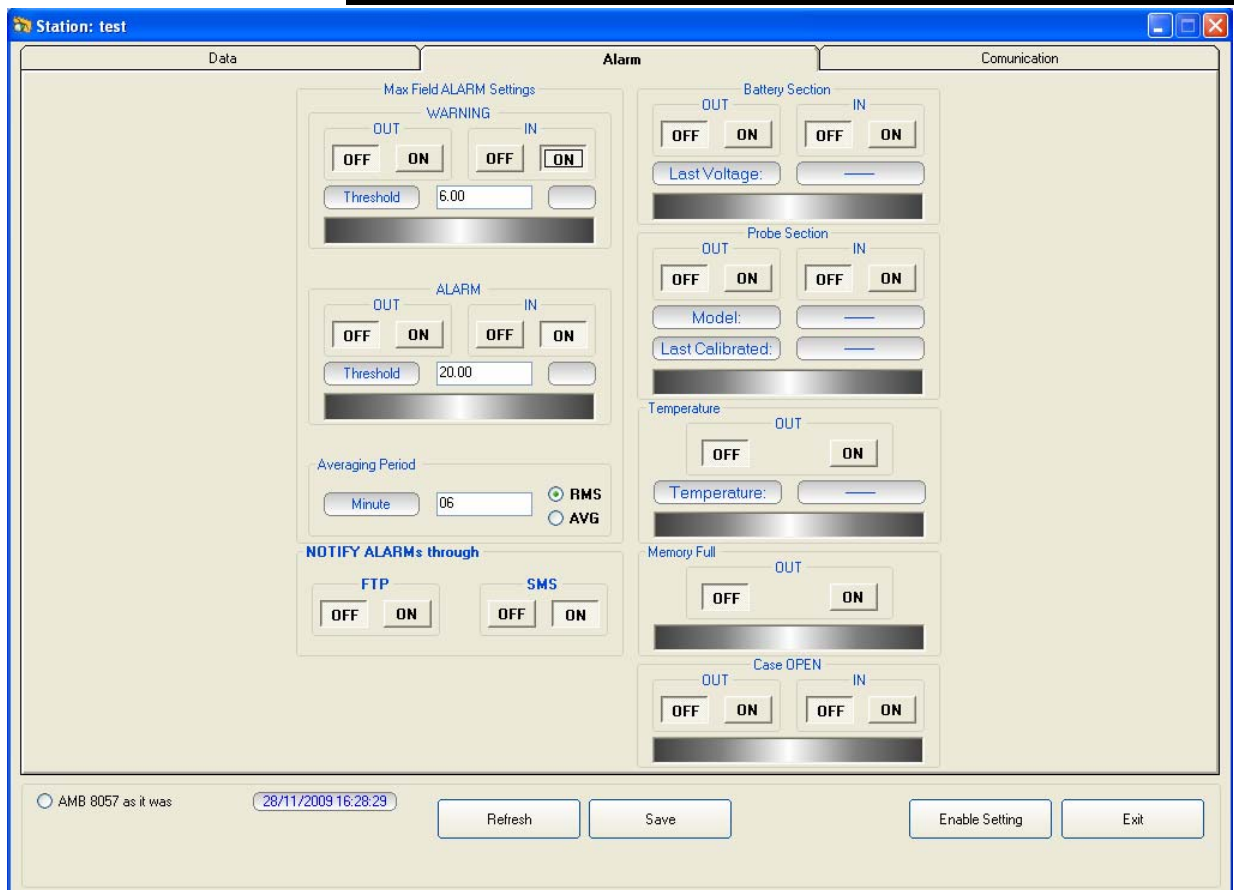 Station: test
Data Alarm Comunication
Max Field ALARM Settings
WARNING
OUT IN
OFF ON OFF ON
Threshold 6.00
ALARM
OUT IN
OFF ON OFF ON
Threshold 20.00
Averaging Period
Minute 06 RMS
AVG
NOTIFY ALARMs through
FTP SMS
OFF ON OFF ON
Battery Section
OUT IN
OFF ON OFF ON
Last Voltage: ——
Probe Section
OUT IN
OFF ON OFF ON
Model: ——
Last Calibrated: ——
Temperature
OUT
OFF ON
Temperature: ——
Memory Full
OUT
OFF ON
Case OPEN
OUT IN
OFF ON OFF ON
AMB 8057 as it was 28/11/2009 16:28:29 Refresh Save Enable Setting Exit